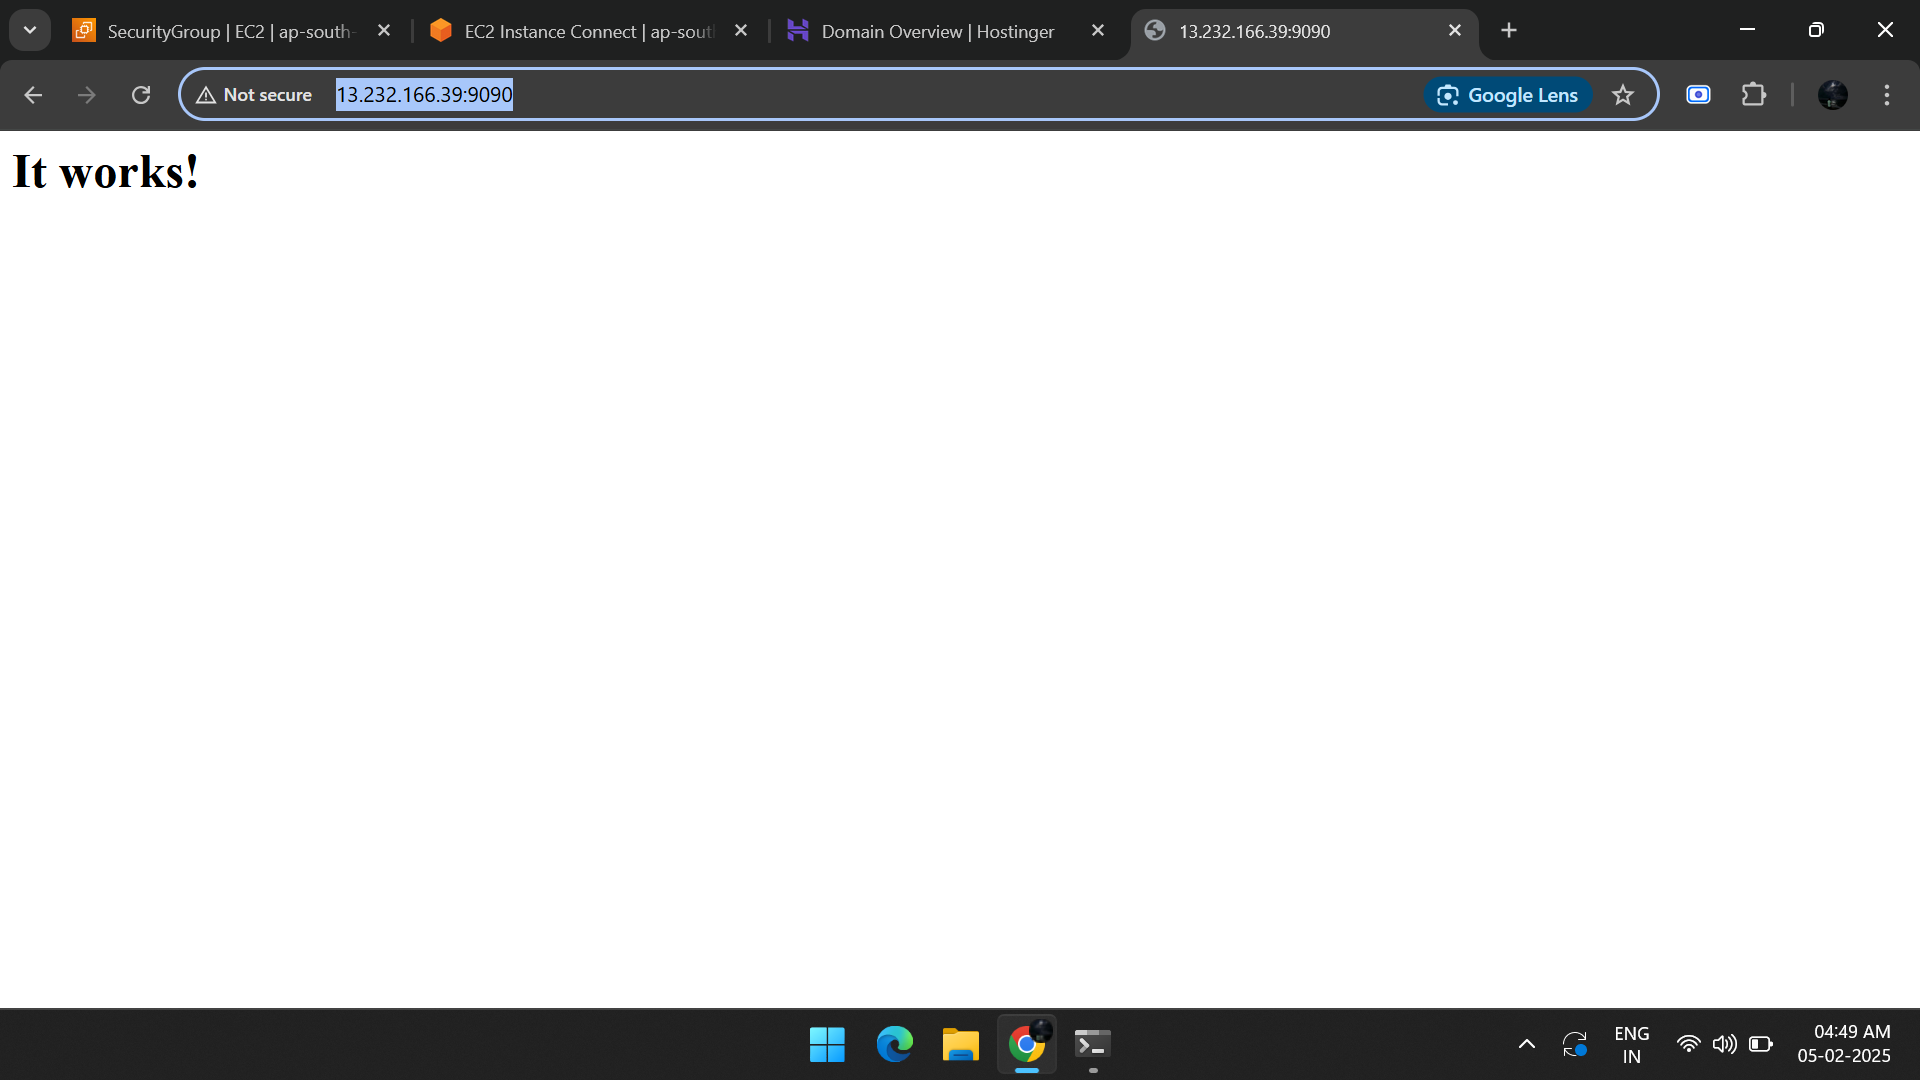 SecurityGroup | EC2 | ap-south-
EC2 Instance Connect | ap-sout
Domain Overview | Hostinger
13.232.166.39:9090
Not secure
13.232.166.39:9090
Google Lens
It works!
ENG
IN
04:49 AM
05-02-2025